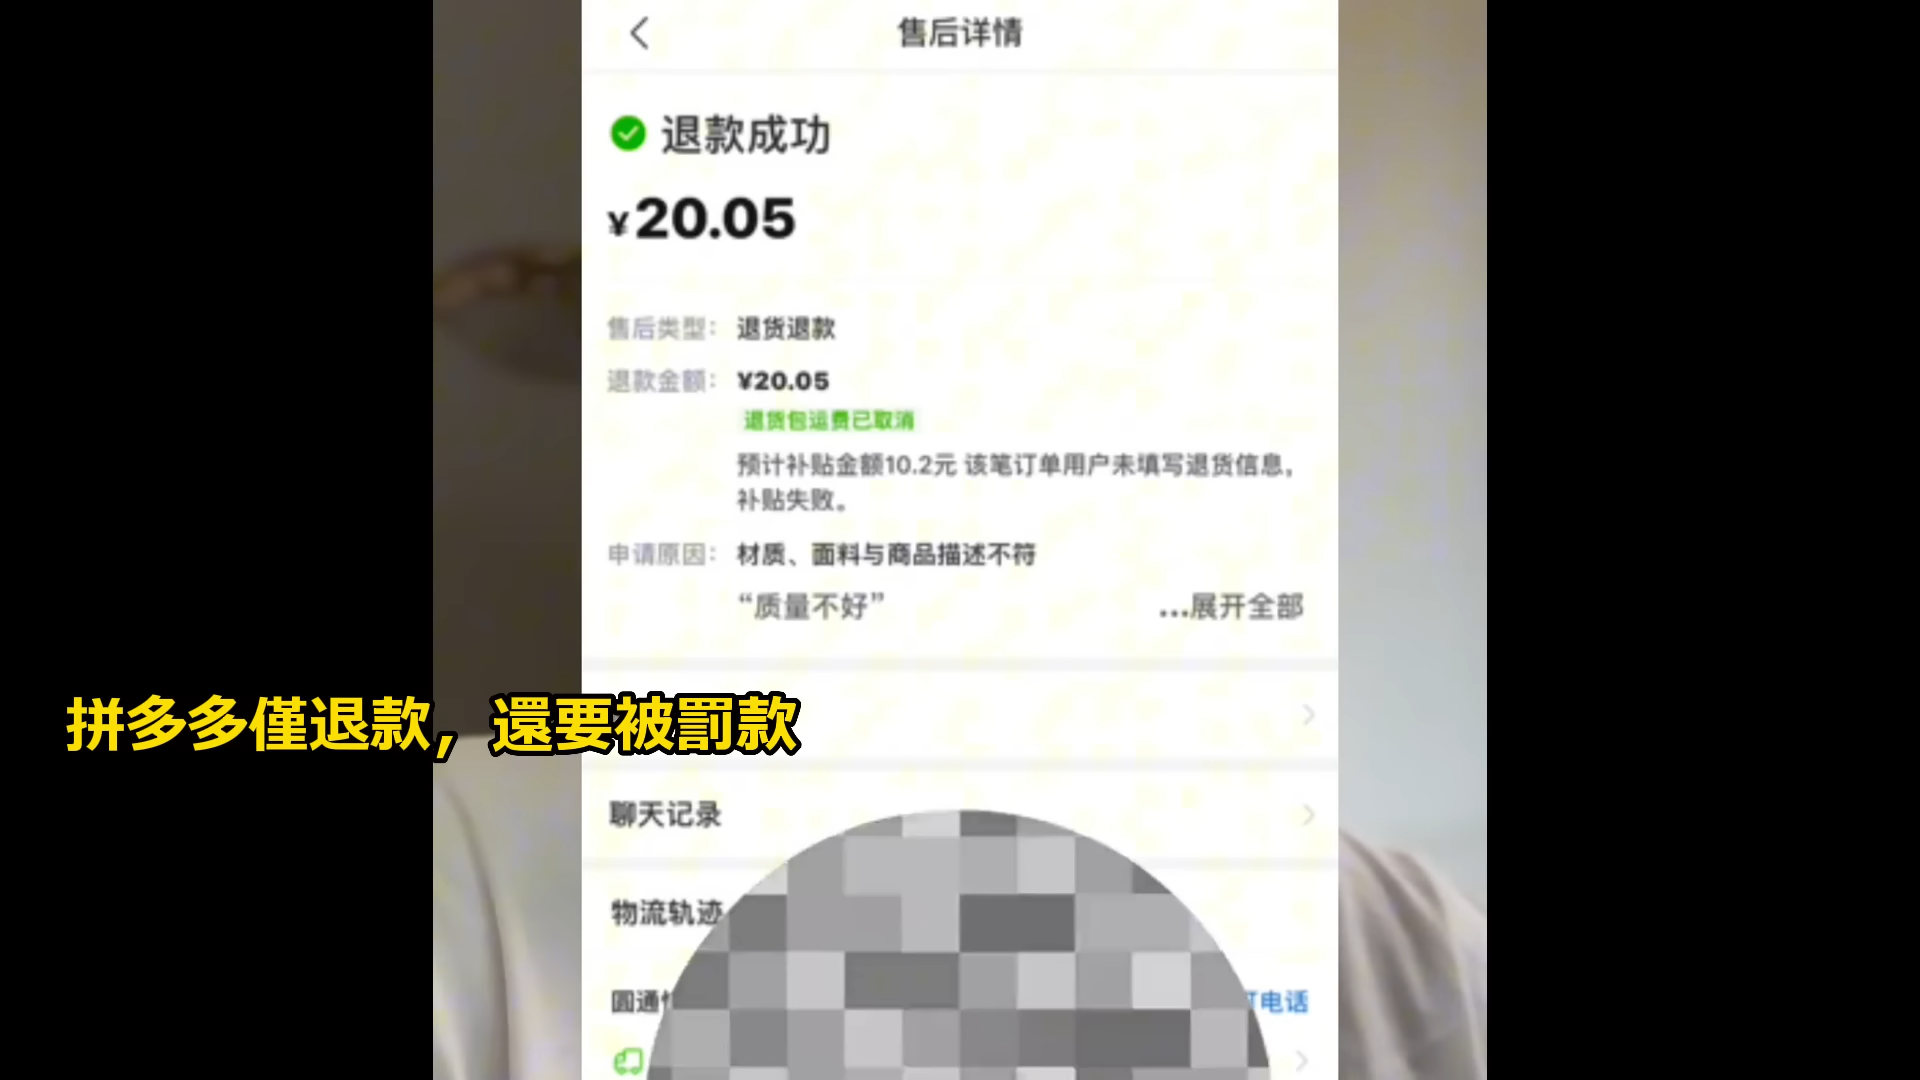 售后详情
退款成功
¥20.05
售后类型： 退货退款
退款金额： ¥20.05
退货包运费已取消
预计补贴金额10.2元 该笔订单用户未填写退货信息，
补贴失败。
申请原因： 材质、面料与商品描述不符
“质量不好” ...展开全部
拼多多僅退款，還要被罰款
聊天记录
物流轨迹
圆通 电话